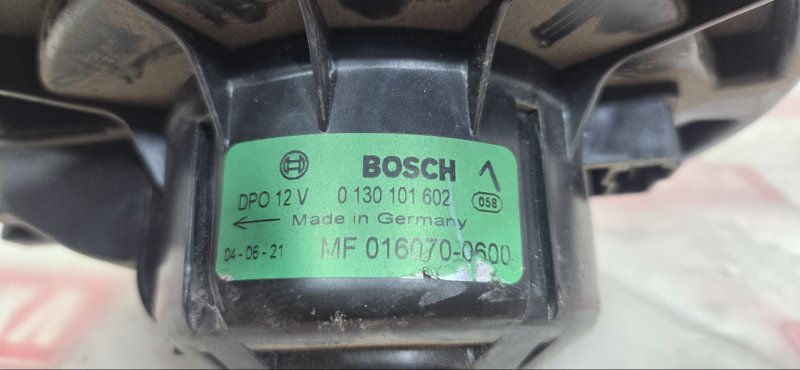 BOSCH
DPO 12 V 0 130 101 602 058
Made in Germany
04-06-21 MF 016070-0600